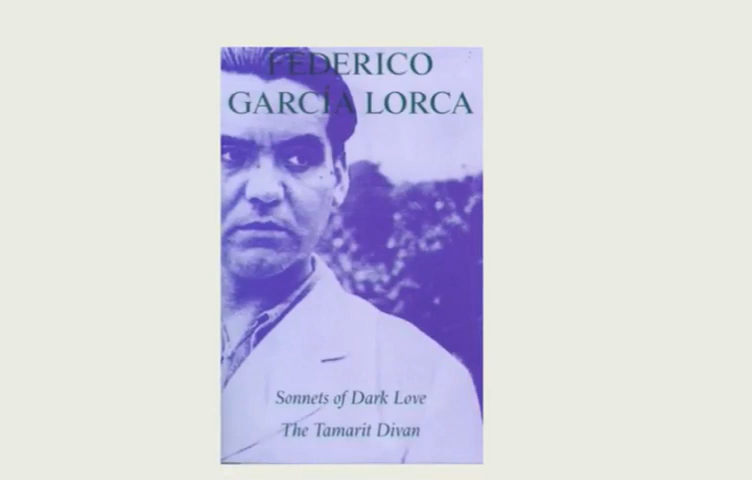 FEDERICO
GARCÍA LORCA
Sonnets of Dark Love
The Tamarit Divan